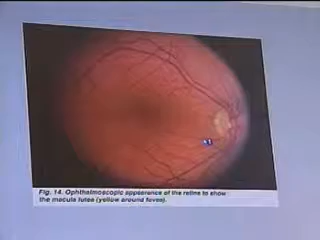 Fig. 14. Ophthalmoscopic appearance of the retina to show
the macula lutea (yellow around fovea).